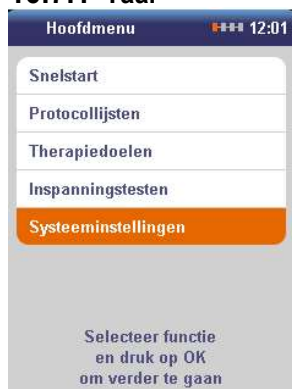 Hoofdmenu 12:01
Snelstart
Protocollijsten
Therapiedoelen
Inspanningstesten
Systeeminstellingen
Selecteer functie
en druk op OK
om verder te gaan